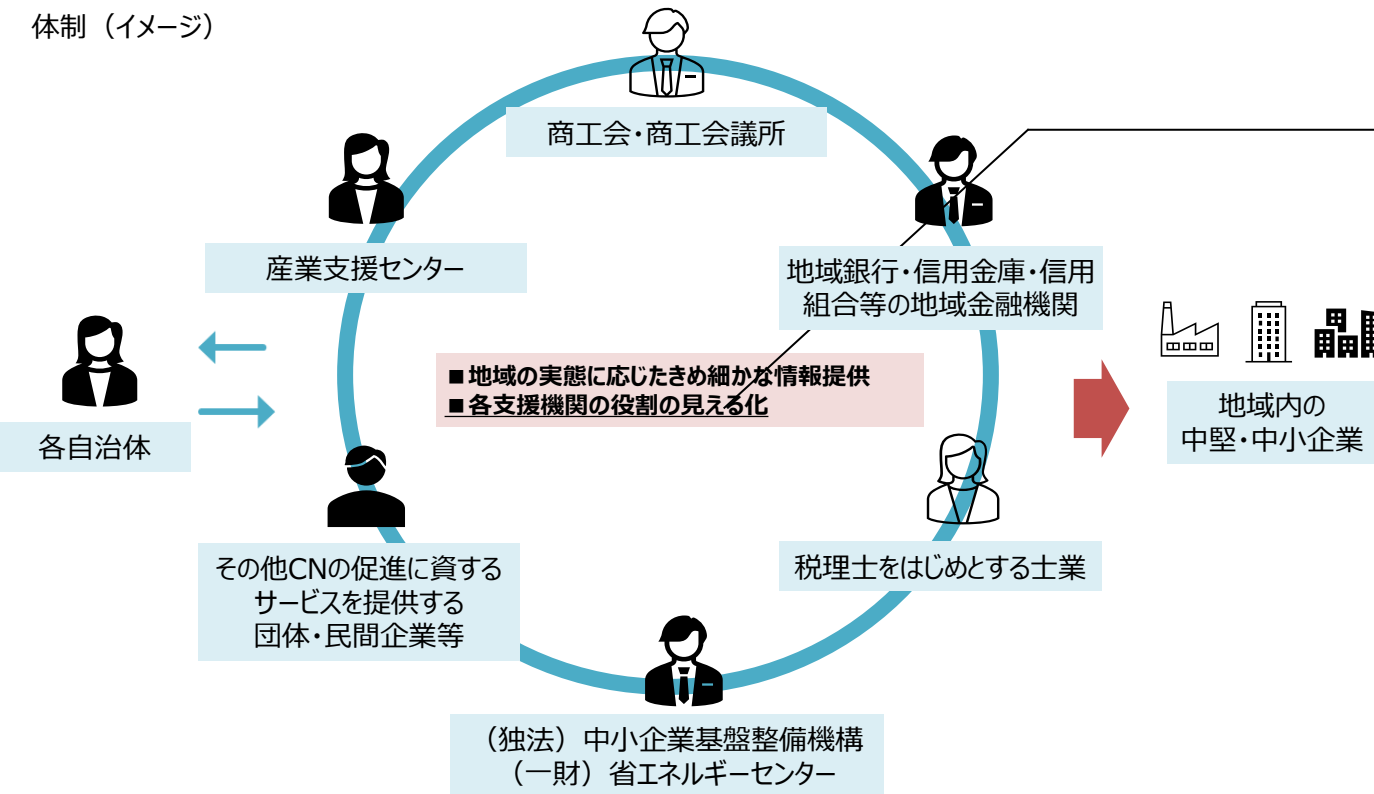 体制（イメージ）
商工会・商工会議所
産業支援センター
地域銀行・信用金庫・信用
組合等の地域金融機関
■地域の実態に応じたきめ細かな情報提供
■各支援機関の役割の見える化
各自治体
地域内の
中堅・中小企業
その他CNの促進に資する
サービスを提供する
団体・民間企業等
税理士をはじめとする士業
（独法）中小企業基盤整備機構
（一財）省エネルギーセンター